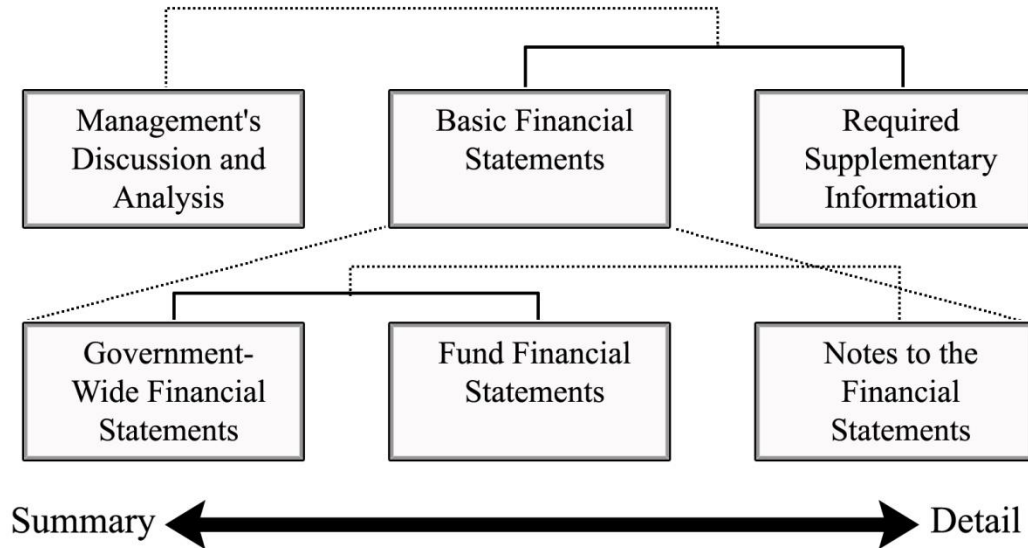 Management's
Discussion and
Analysis
Basic Financial
Statements
Required
Supplementary
Information
Government-
Wide Financial
Statements
Fund Financial
Statements
Notes to the
Financial
Statements
Summary
Detail